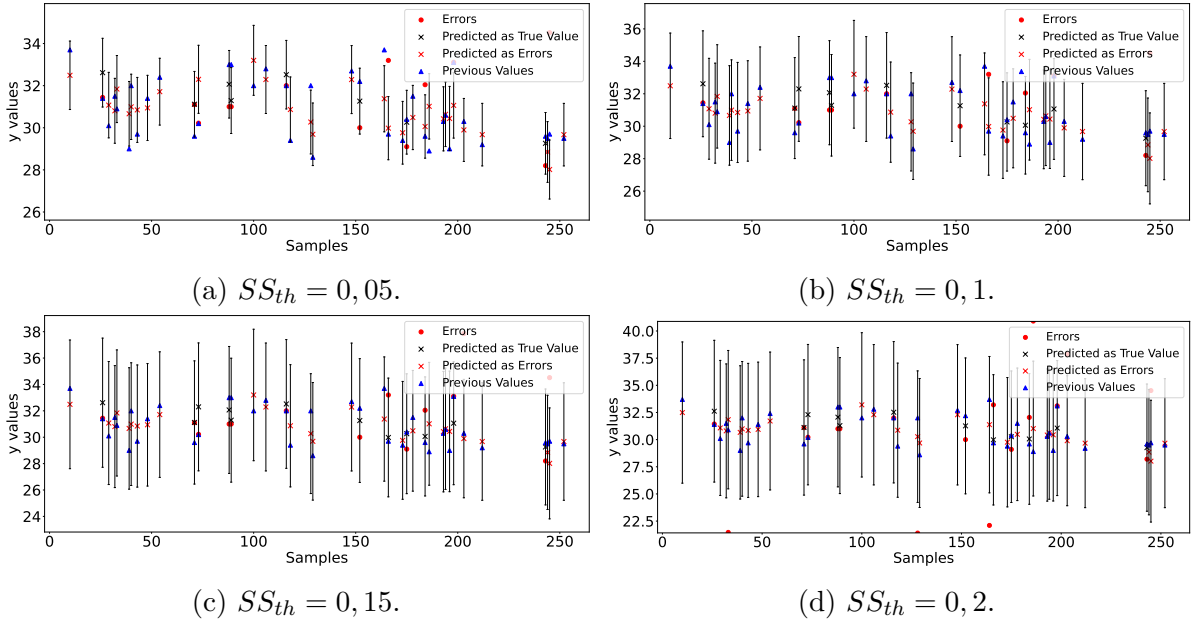 34
32
30
28
26
y values
0
50
100
150
200
250
Samples
Errors
Predicted as True Value
Predicted as Errors
Previous Values
(a) SS_th = 0, 05.
36
34
32
30
28
26
y values
0
50
100
150
200
250
Samples
Errors
Predicted as True Value
Predicted as Errors
Previous Values
(b) SS_th = 0, 1.
38
36
34
32
30
28
26
24
y values
0
50
100
150
200
250
Samples
Errors
Predicted as True Value
Predicted as Errors
Previous Values
(c) SS_th = 0, 15.
40.0
37.5
35.0
32.5
30.0
27.5
25.0
22.5
y values
0
50
100
150
200
250
Samples
Errors
Predicted as True Value
Predicted as Errors
Previous Values
(d) SS_th = 0, 2.